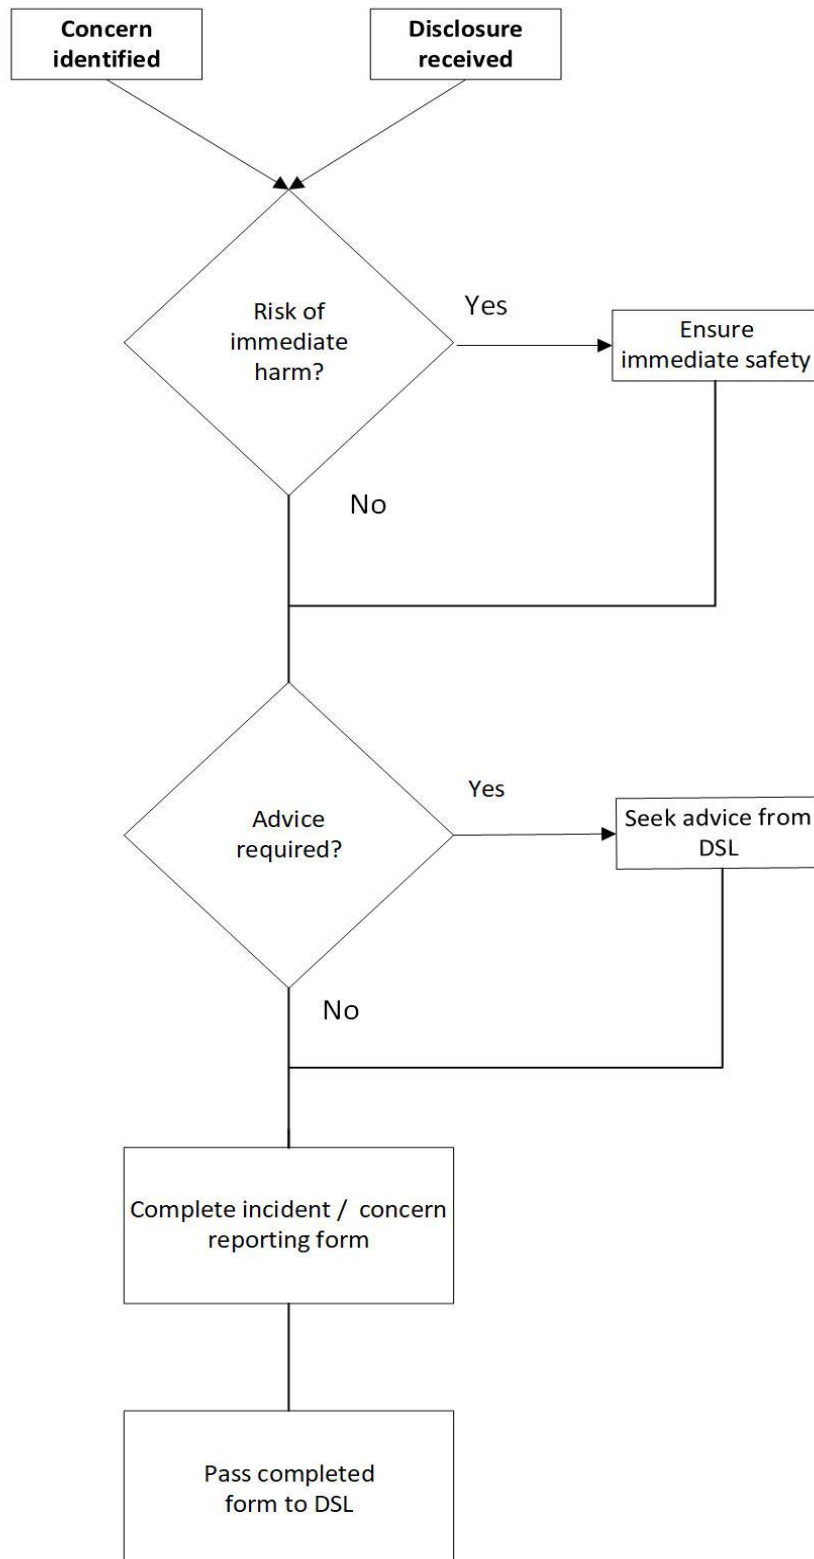 Concern
identified
Disclosure
received
Risk of
immediate
harm?
Yes
Ensure
immediate safety
No
Advice
required?
Yes
Seek advice from
DSL
No
Complete incident / concern
reporting form
Pass completed
form to DSL